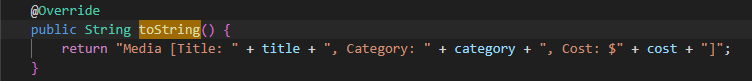 @Override
public String toString() {
return "Media [Title: " + title + ", Category: " + category + ", Cost: $" + cost + "]";
}